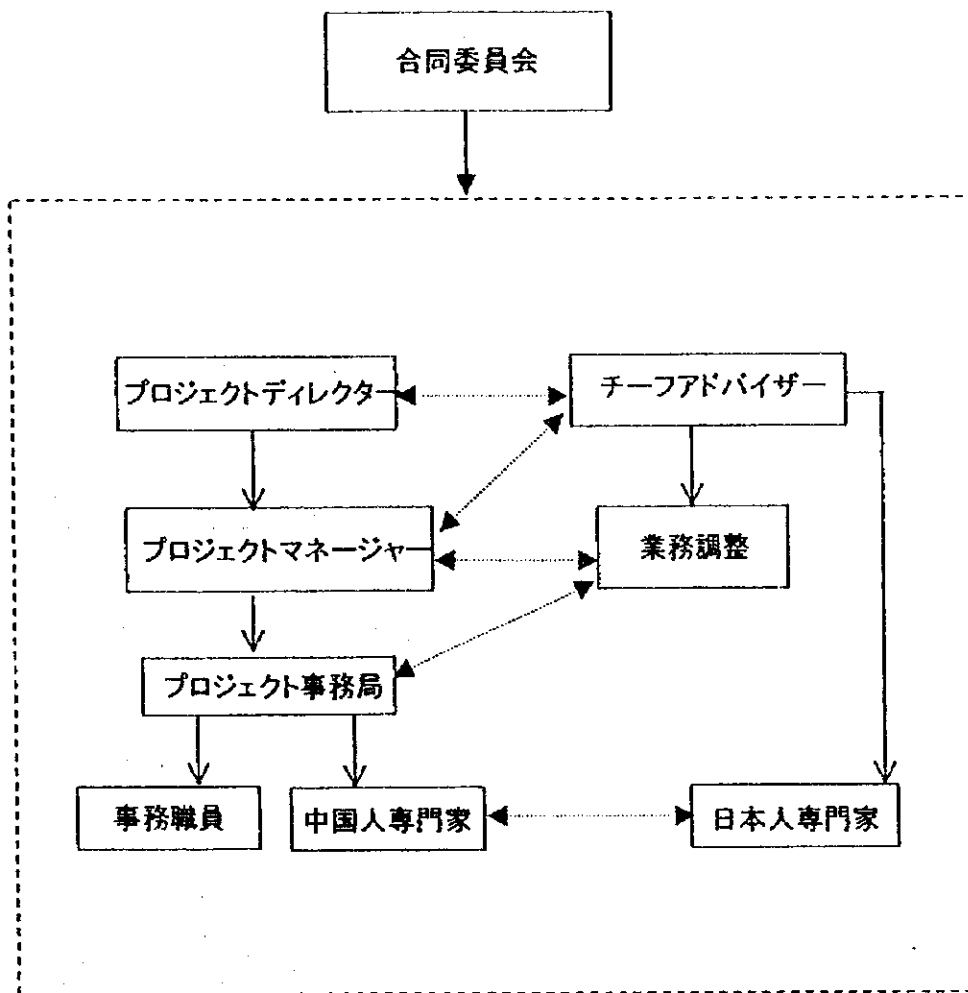 合同委員会
プロジェクトディレクター
チーフアドバイザー
プロジェクトマネージャー
業務調整
プロジェクト事務局
事務職員
中国人専門家
日本人専門家